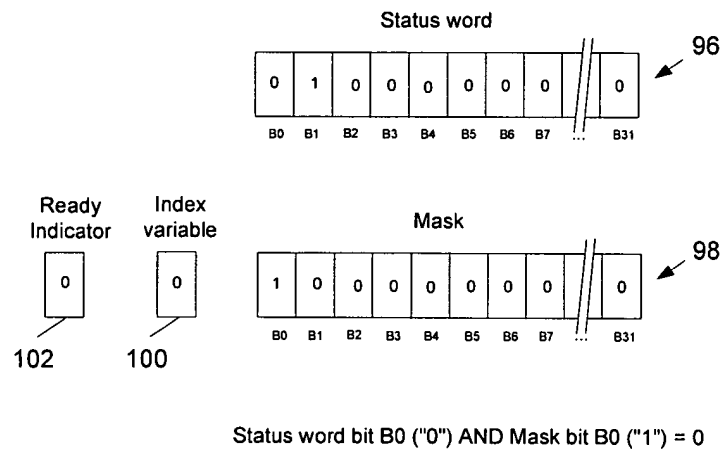 Status word
96
0 1 0 0 0 0 0 0 0
B0 B1 B2 B3 B4 B5 B6 B7 ... B31
Ready Indicator
Index variable
Mask
98
0
0
1 0 0 0 0 0 0 0 0
B0 B1 B2 B3 B4 B5 B6 B7 ... B31
102
100
Status word bit B0 ("0") AND Mask bit B0 ("1") = 0